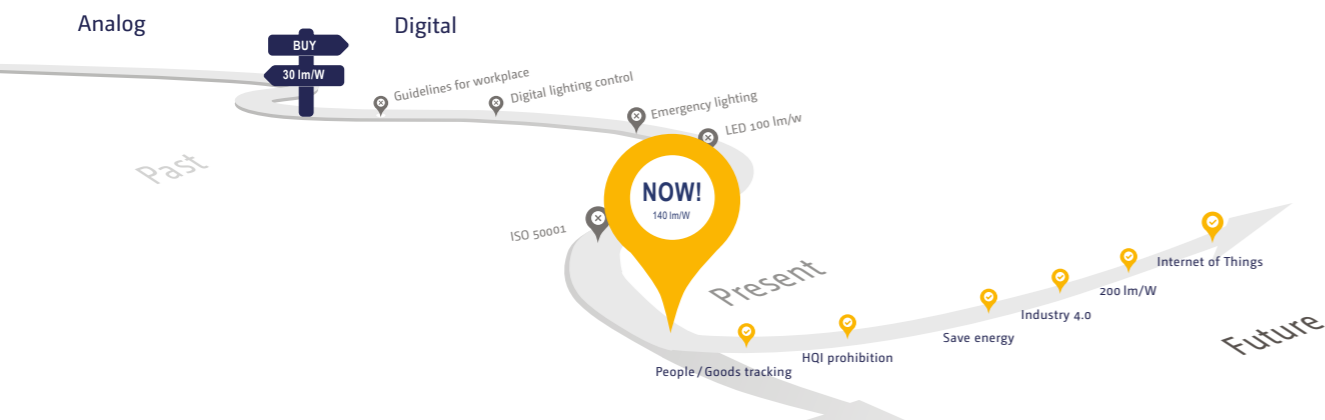 Analog
Digital
BUY
30 lm/W
Guidelines for workplace
Digital lighting control
Emergency lighting
LED 100 lm/w
Past
NOW!
140 lm/W
ISO 50001
Present
People/Goods tracking
HQI prohibition
Save energy
Industry 4.0
200 lm/W
Internet of Things
Future